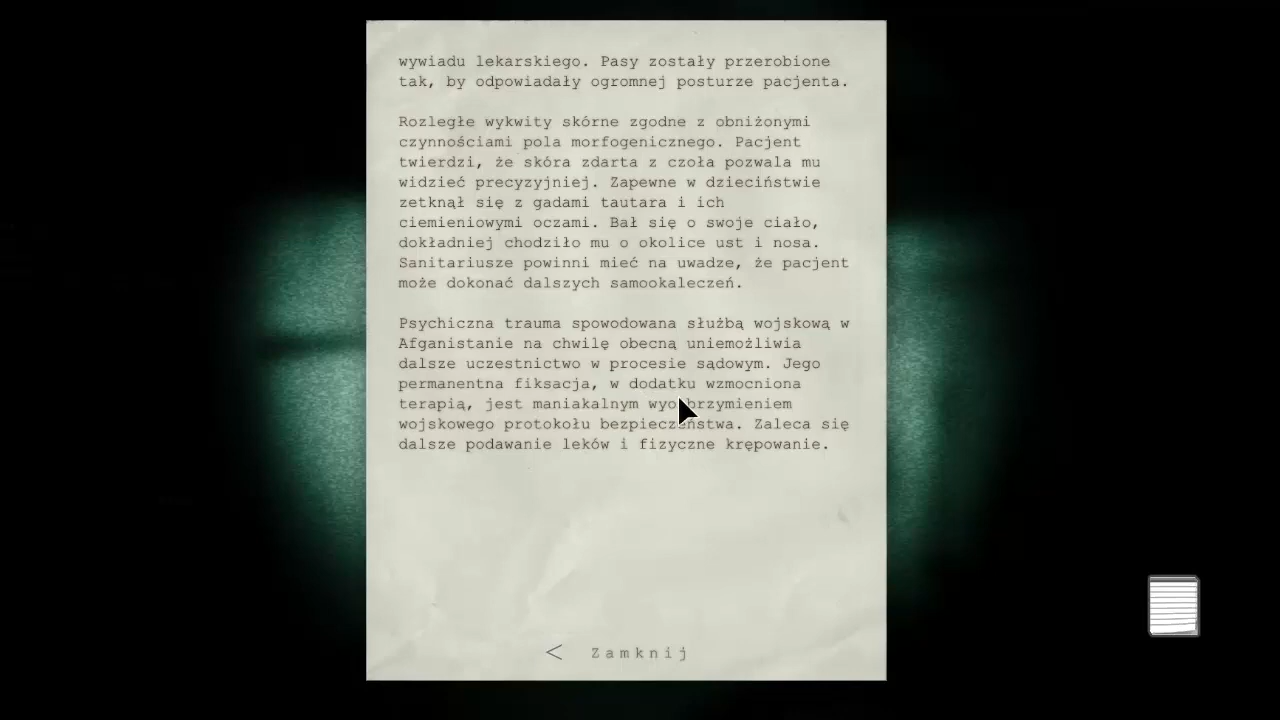 wywiadu lekarskiego. Pasy zostały przerobione
tak, by odpowiadały ogromnej posturze pacjenta.
Rozległe wykwity skórne zgodne z obniżonymi
czynnościami pola morfogenicznego. Pacjent
twierdzi, że skóra zdarta z czoła pozwala mu
widzieć precyzyjniej. Zapewne w dzieciństwie
zetknął się z gadami tautara i ich
ciemieniowymi oczami. Bał się o swoje ciało,
dokładniej chodziło mu o okolice ust i nosa.
Sanitariusze powinni mieć na uwadze, że pacjent
może dokonać dalszych samookaleczeń.
Psychiczna trauma spowodowana służbą wojskową w
Afganistanie na chwilę obecną uniemożliwia
dalsze uczestnictwo w procesie sądowym. Jego
permanentna fiksacja, w dodatku wzmocniona
terapią, jest maniakalnym wyolbrzymieniem
wojskowego protokołu bezpieczeństwa. Zaleca się
dalsze podawanie leków i fizyczne krępowanie.
< Zamknij